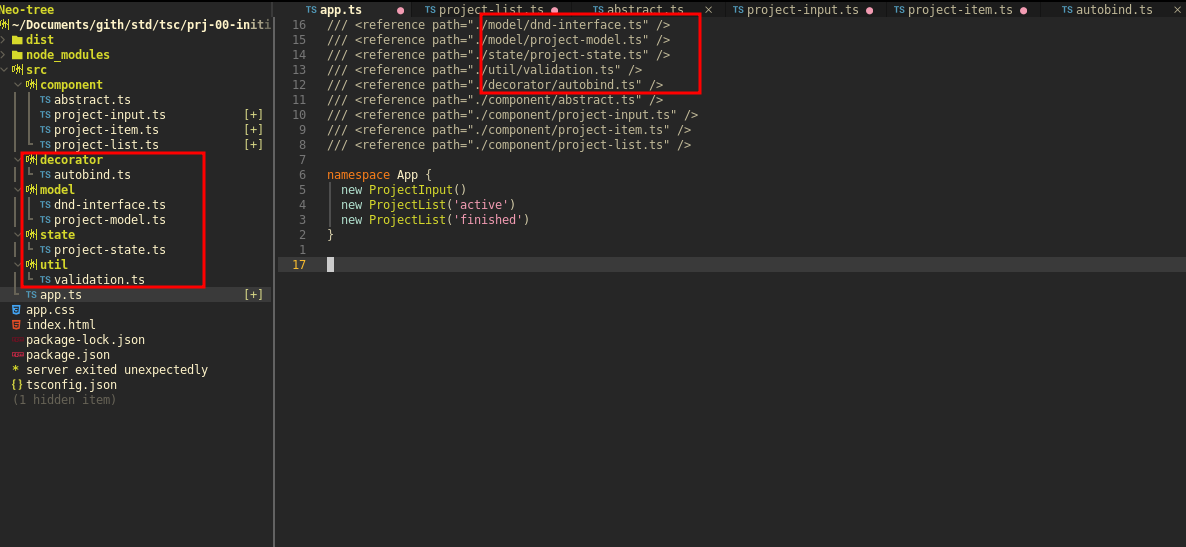 Neo-tree
~/Documents/gith/std/tsc/prj-00-initi
dist
node_modules
src
component
TS abstract.ts
TS project-input.ts [+]
TS project-item.ts [+]
TS project-list.ts [+]
decorator
TS autobind.ts
model
TS dnd-interface.ts
TS project-model.ts
state
TS project-state.ts
util
TS validation.ts
TS app.ts [+]
app.css
index.html
package-lock.json
package.json
* server exited unexpectedly
{} tsconfig.json
(1 hidden item)
TS app.ts ● TS project-list.ts ● TS abstract.ts × TS project-input.ts ● TS project-item.ts ● TS autobind.ts ×
16 /// <reference path="./model/dnd-interface.ts" />
15 /// <reference path="./model/project-model.ts" />
14 /// <reference path="./state/project-state.ts" />
13 /// <reference path="./util/validation.ts" />
12 /// <reference path="./decorator/autobind.ts" />
11 /// <reference path="./component/abstract.ts" />
10 /// <reference path="./component/project-input.ts" />
9 /// <reference path="./component/project-item.ts" />
8 /// <reference path="./component/project-list.ts" />
7
6 namespace App {
5 new ProjectInput()
4 new ProjectList('active')
3 new ProjectList('finished')
2 }
1
17